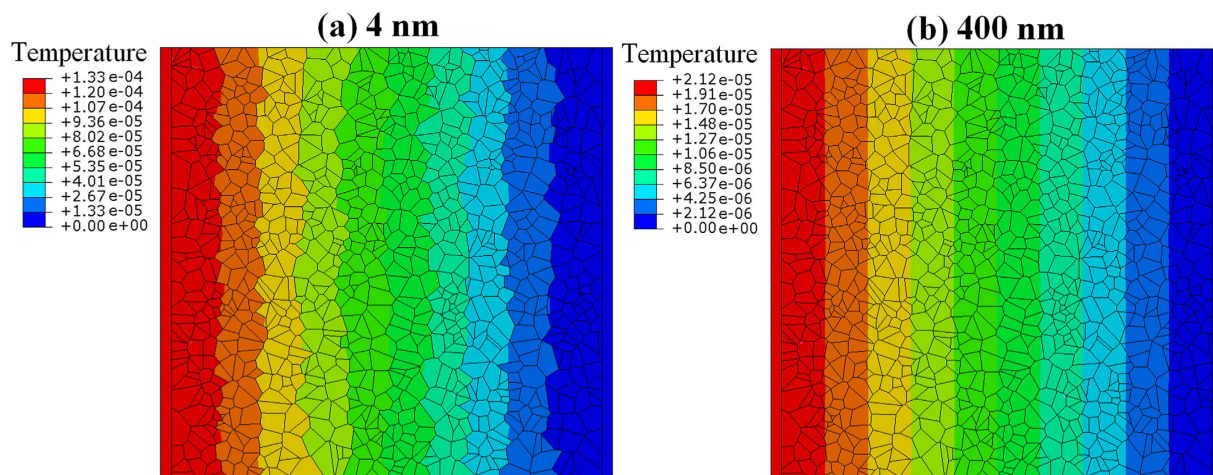 (a) 4 nm
Temperature
+1.33 e-04
+1.20 e-04
+1.07 e-04
+9.36 e-05
+8.02 e-05
+6.68 e-05
+5.35 e-05
+4.01 e-05
+2.67 e-05
+1.33 e-05
+0.00 e+00
(b) 400 nm
Temperature
+2.12 e-05
+1.91 e-05
+1.70 e-05
+1.48 e-05
+1.27 e-05
+1.06 e-05
+8.50 e-06
+6.37 e-06
+4.25 e-06
+2.12 e-06
+0.00 e+00